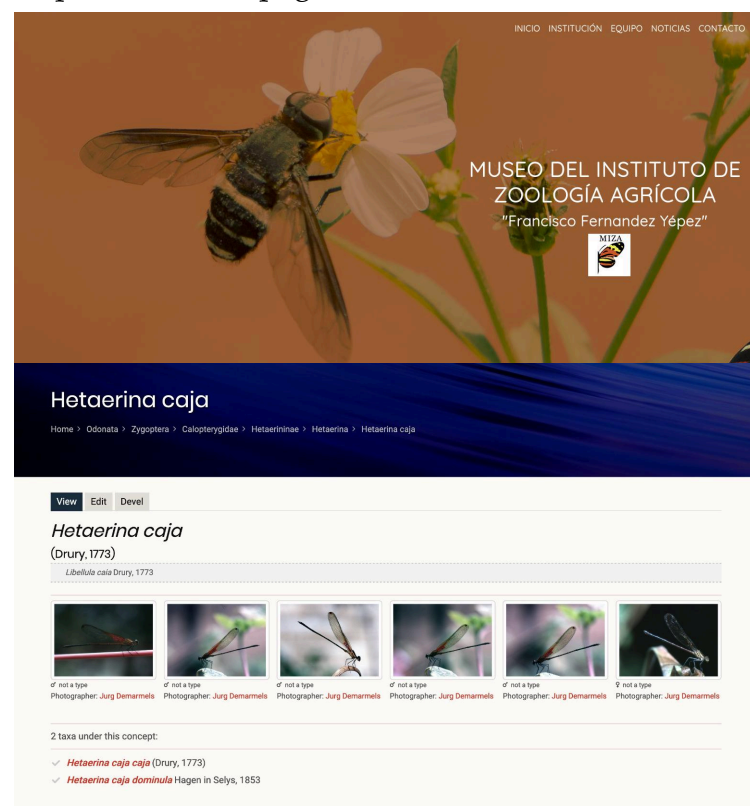 INICIO INSTITUCIÓN EQUIPO NOTICIAS CONTACTO
MUSEO DEL INSTITUTO DE
ZOOLOGÍA AGRÍCOLA
"Francisco Fernandez Yépez"
MIZA
Hetaerina caja
Home > Odonata > Zygoptera > Calopterygidae > Hetaerininae > Hetaerina > Hetaerina caja
View Edit Devel
Hetaerina caja
(Drury, 1773)
Libellula caia Drury, 1773
♂ not a type ♂ not a type ♂ not a type ♂ not a type ♂ not a type ♀ not a type
Photographer: Jurg Demarmels Photographer: Jurg Demarmels Photographer: Jurg Demarmels Photographer: Jurg Demarmels Photographer: Jurg Demarmels Photographer: Jurg Demarmels
2 taxa under this concept:
Hetaerina caja caja (Drury, 1773)
Hetaerina caja dominula Hagen in Selys, 1853